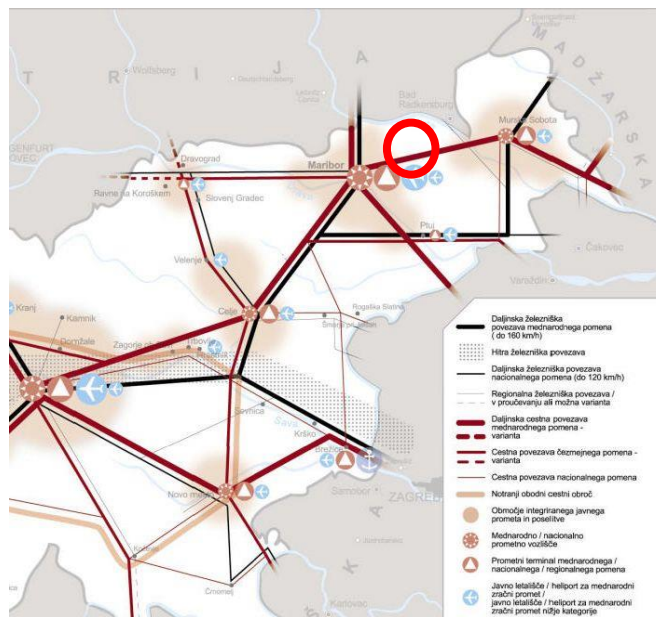 Wolfsberg
T R I J A
MADŽARSKA
Bad
Radkersburg
GENFURT
OVEC
Murska Sobota
Dravograd
Maribor
Ravne na Koroškem
Slovenj Gradec
Ptuj
Čakovec
Velenje
Varaždin
Kranj
Kamnik
Celje
Rogaška Slatina
Domžale
Sevnica
Krško
Sava
Brežice
Novo mesto
Samobor
ZAGREB
Jastrebarsko
Kočevje
Črnomelj
Karlovac
Daljinska železniška
povezava mednarodnega pomena
( do 160 km/h)
Hitra železniška povezava
Daljinska železniška povezava
nacionalnega pomena (do 120 km/h)
Regionalna železniška povezava /
v proučevanju ali možna varianta
Daljinska cestna povezava
mednarodnega pomena -
varianta
Cestna povezava čezmejnega pomena -
varianta
Cestna povezava nacionalnega pomena
Notranji obodni cestni obroč
Območje integriranega javnega
prometa in poselitve
Mednarodno / nacionalno
prometno vozlišče
Prometni terminal mednarodnega /
nacionalnega / regionalnega pomena
Javno letališče / heliport za mednarodni
zračni promet /
javno letališče / heliport za mednarodni
zračni promet nižje kategorije